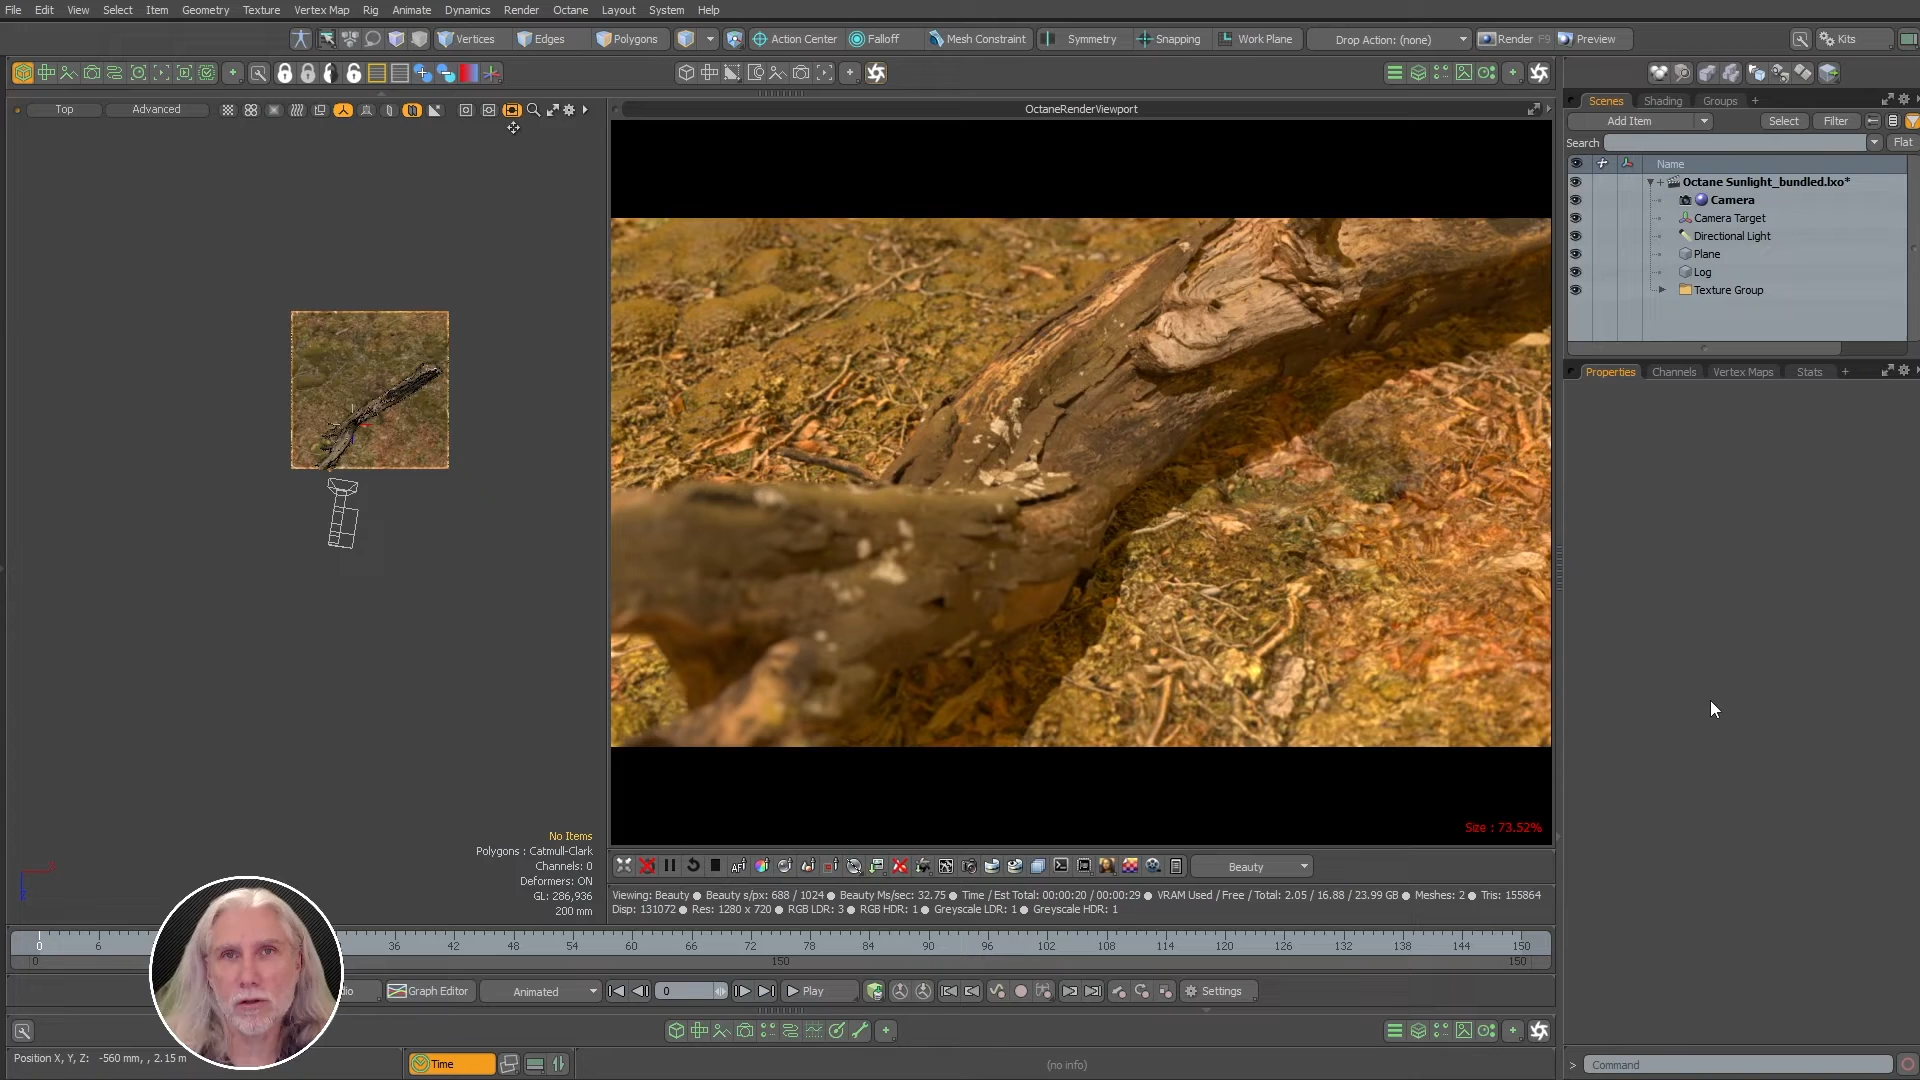 File Edit View Select Item Geometry Texture Vertex Map Rig Animate Dynamics Render Octane Layout System Help
Vertices Edges Polygons Action Center Falloff Mesh Constraint Symmetry Snapping Work Plane Drop Action: (none) Render F9 Preview Kits
Top Advanced
OctaneRenderViewport
Scenes Shading Groups +
Add Item Select Filter
Search Flat
Name
Octane Sunlight_bundled.lxo*
Camera
Camera Target
Directional Light
Plane
Log
Texture Group
Properties Channels Vertex Maps Stats +
No Items
Polygons : Catmull-Clark
Channels: 0
Deformers: ON
GL: 286,936
200 mm
Size : 73.52%
Beauty
Viewing: Beauty Beauty s/px: 688 / 1024 Beauty Ms/sec: 32.75 Time / Est Total: 00:00:20 / 00:00:29 VRAM Used / Free / Total: 2.05 / 16.88 / 23.99 GB Meshes: 2 Tris: 155864
Disp: 131072 Res: 1280 x 720 RGB LDR: 3 RGB HDR: 1 Greyscale LDR: 1 Greyscale HDR: 1
0 6 36 42 48 54 60 66 72 78 84 90 96 102 108 114 120 126 132 138 144 150
0 150 150
dio Graph Editor Animated 0 Play Settings
Position X, Y, Z: -560 mm, , 2.15 m
Time
(no info)
> Command